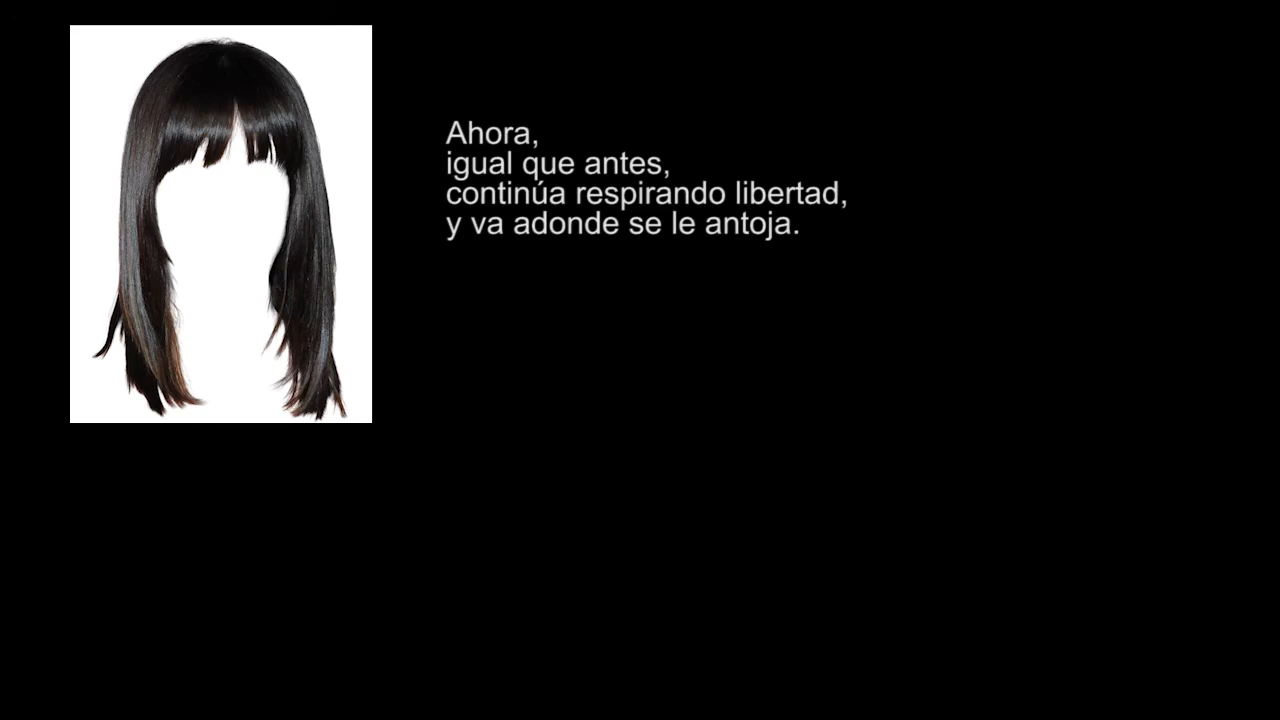 Ahora,
igual que antes,
continúa respirando libertad,
y va adonde se le antoja.